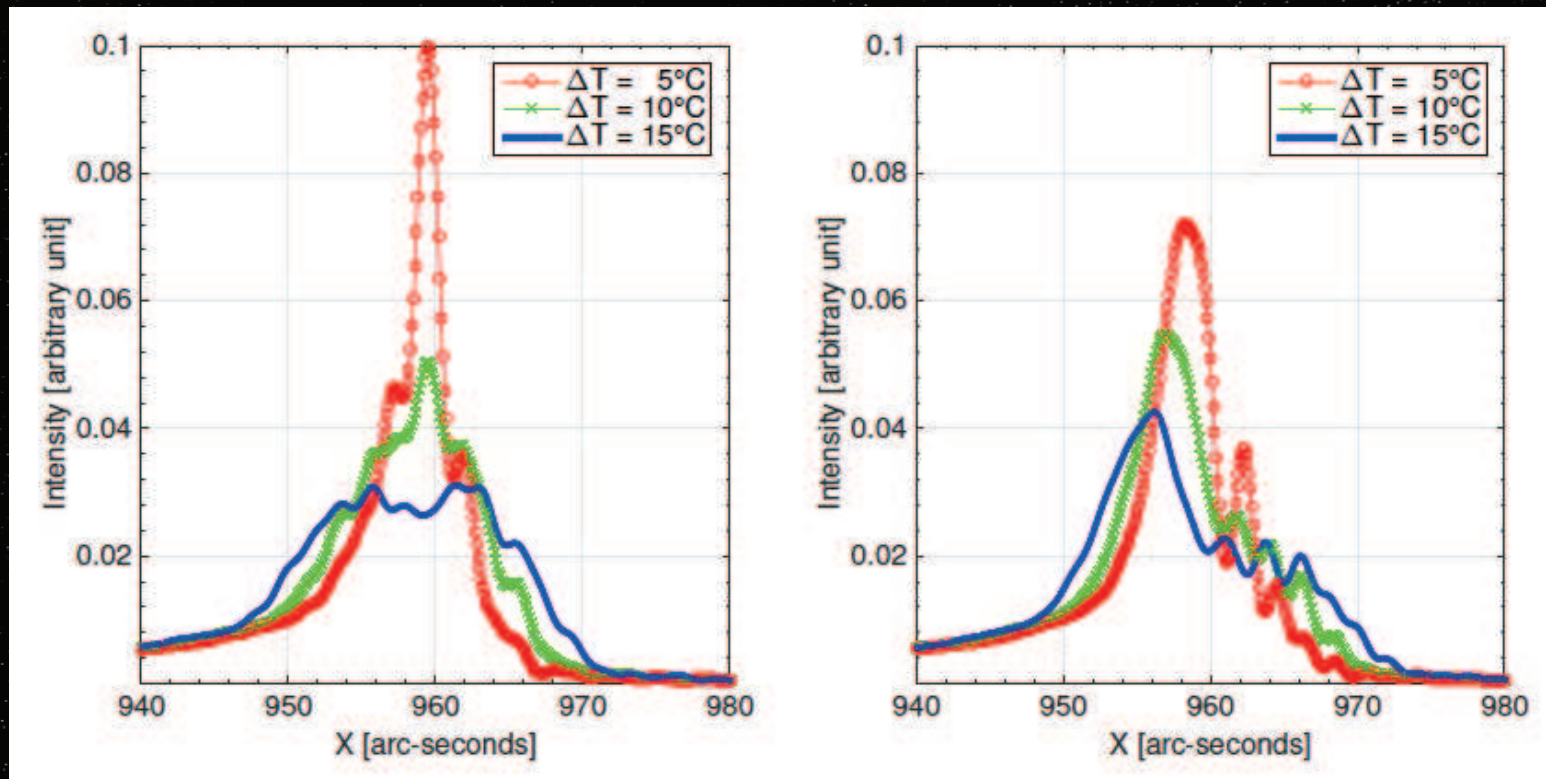 0.1
0.08
0.06
0.04
0.02
940 950 960 970 980
X [arc-seconds]
Intensity [arbitrary unit]
ΔT = 5°C
ΔT = 10°C
ΔT = 15°C
0.1
0.08
0.06
0.04
0.02
940 950 960 970 980
X [arc-seconds]
Intensity [arbitrary unit]
ΔT = 5°C
ΔT = 10°C
ΔT = 15°C